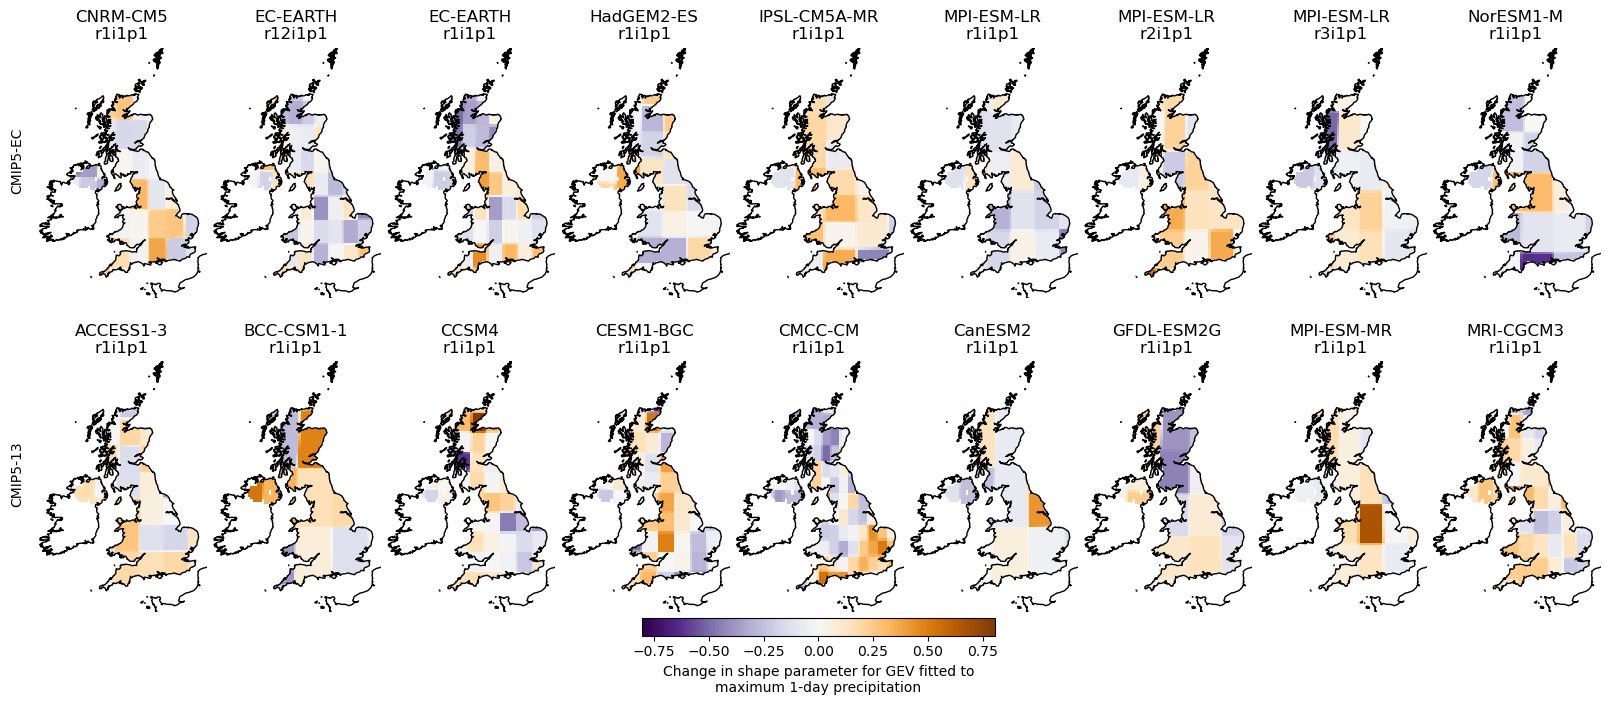 CNRM-CM5 EC-EARTH EC-EARTH HadGEM2-ES IPSL-CM5A-MR MPI-ESM-LR MPI-ESM-LR MPI-ESM-LR NorESM1-M
r1i1p1 r12i1p1 r1i1p1 r1i1p1 r1i1p1 r1i1p1 r2i1p1 r3i1p1 r1i1p1
CMIP5-EC
ACCESS1-3 BCC-CSM1-1 CCSM4 CESM1-BGC CMCC-CM CanESM2 GFDL-ESM2G MPI-ESM-MR MRI-CGCM3
r1i1p1 r1i1p1 r1i1p1 r1i1p1 r1i1p1 r1i1p1 r1i1p1 r1i1p1 r1i1p1
CMIP5-13
−0.75 −0.50 −0.25 0.00 0.25 0.50 0.75
Change in shape parameter for GEV fitted to
maximum 1-day precipitation